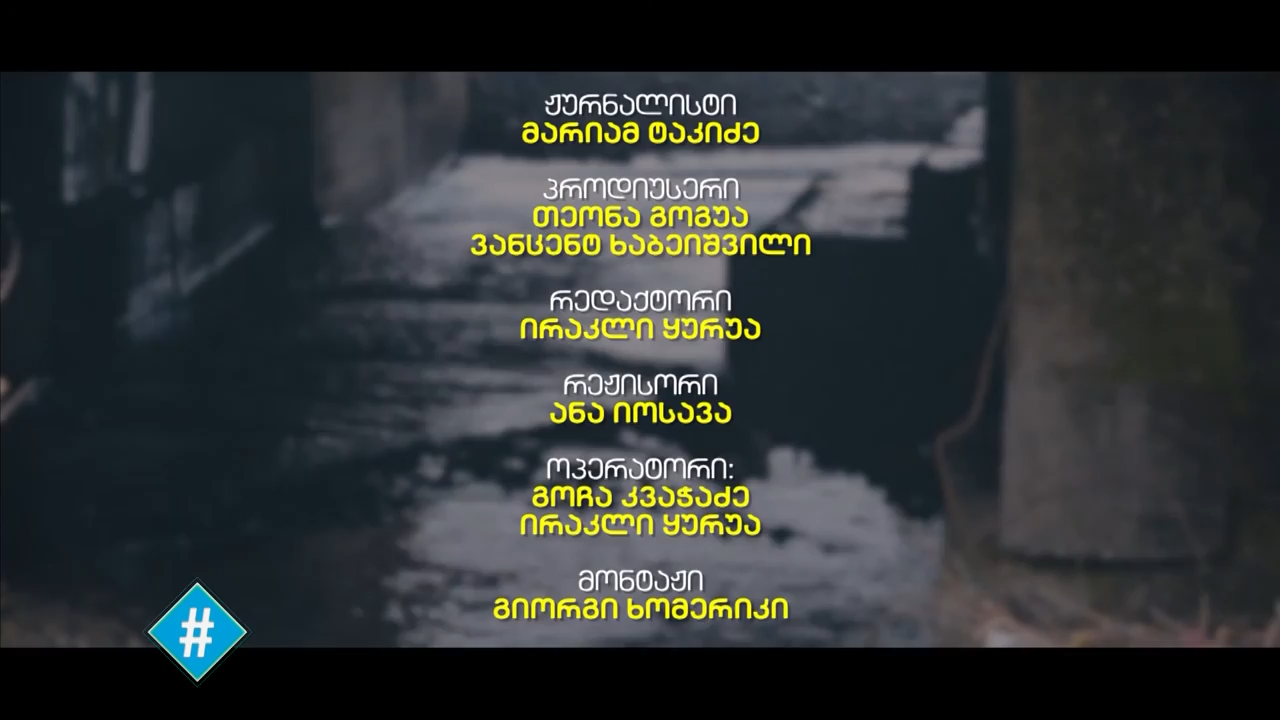 ჟურნალისტი
მარიამ ტაკიძე
პროდიუსერი
თეონა გოგუა
ვანცენტ ხაბეიშვილი
რედაქტორი
ირაკლი ყურუა
რეჟისორი
ანა იოსავა
ოპერატორი:
გოჩა კვაჭაძე
ირაკლი ყურუა
მონტაჟი
გიორგი ხომერიკი
#